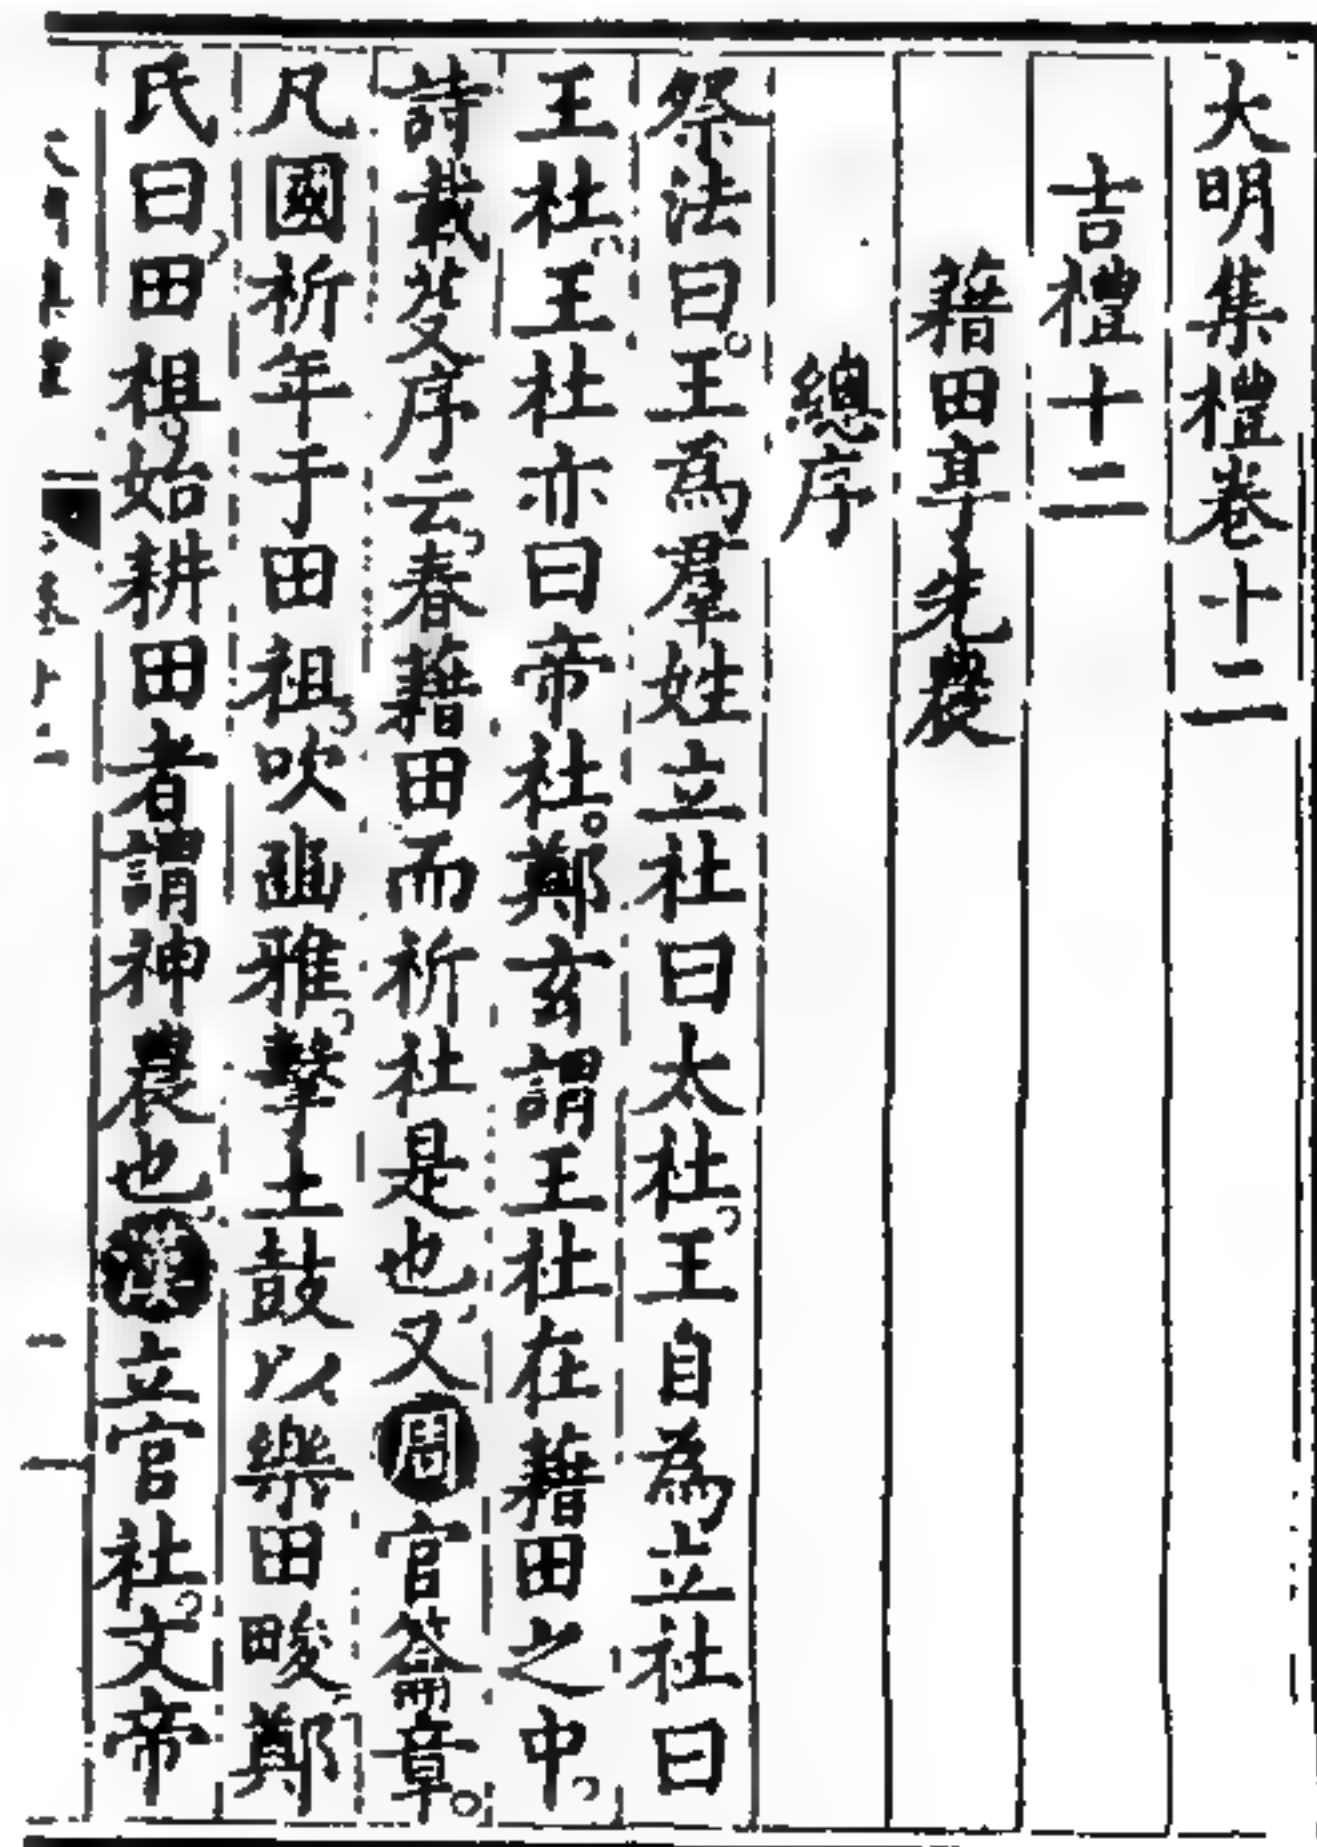 大明集禮卷十二
吉禮十二
藉田享先農
總序
祭法曰。王爲羣姓立社曰太社,王自爲立社曰
王社,王社亦曰帝社。鄭玄謂王社在藉田之中,
詩載芟序云,春藉田而祈社是也,又周官籥章。
凡國祈年于田祖,吹豳雅,擊土鼓以樂田畯,鄭
氏曰,田祖,始耕田者謂神農也,漢立官社,文帝